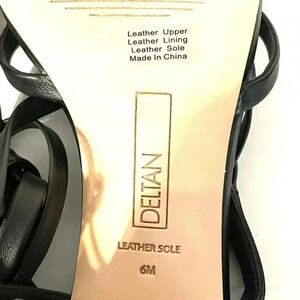 Leather Upper
Leather Lining
Leather Sole
Made In China
DELTAN
LEATHER SOLE
6M